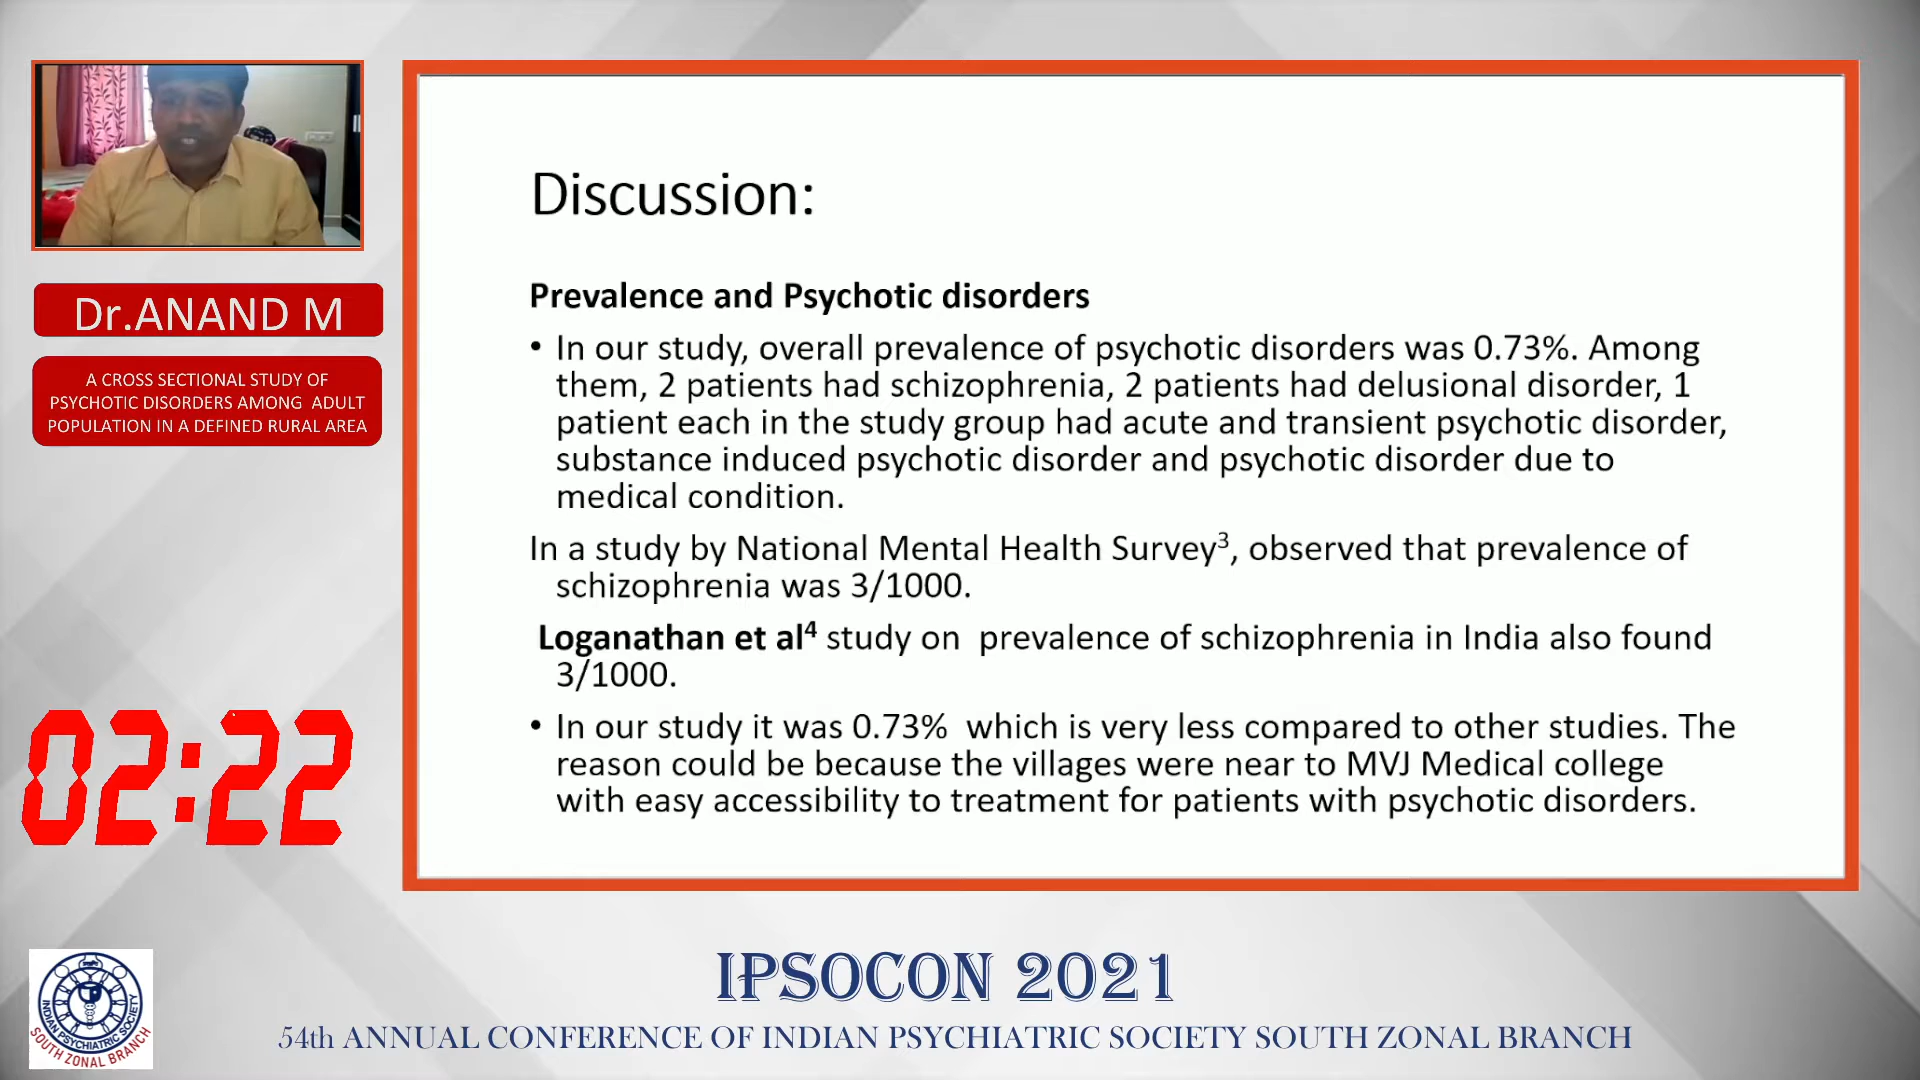 Dr.ANAND M
A CROSS SECTIONAL STUDY OF
PSYCHOTIC DISORDERS AMONG ADULT
POPULATION IN A DEFINED RURAL AREA
02:22
Discussion:
Prevalence and Psychotic disorders
• In our study, overall prevalence of psychotic disorders was 0.73%. Among
them, 2 patients had schizophrenia, 2 patients had delusional disorder, 1
patient each in the study group had acute and transient psychotic disorder,
substance induced psychotic disorder and psychotic disorder due to
medical condition.
In a study by National Mental Health Survey³, observed that prevalence of
schizophrenia was 3/1000.
Loganathan et al⁴ study on prevalence of schizophrenia in India also found
3/1000.
• In our study it was 0.73% which is very less compared to other studies. The
reason could be because the villages were near to MVJ Medical college
with easy accessibility to treatment for patients with psychotic disorders.
INDIAN PSYCHIATRIC SOCIETY
SOUTH ZONAL BRANCH
IPSOCON 2021
54th ANNUAL CONFERENCE OF INDIAN PSYCHIATRIC SOCIETY SOUTH ZONAL BRANCH